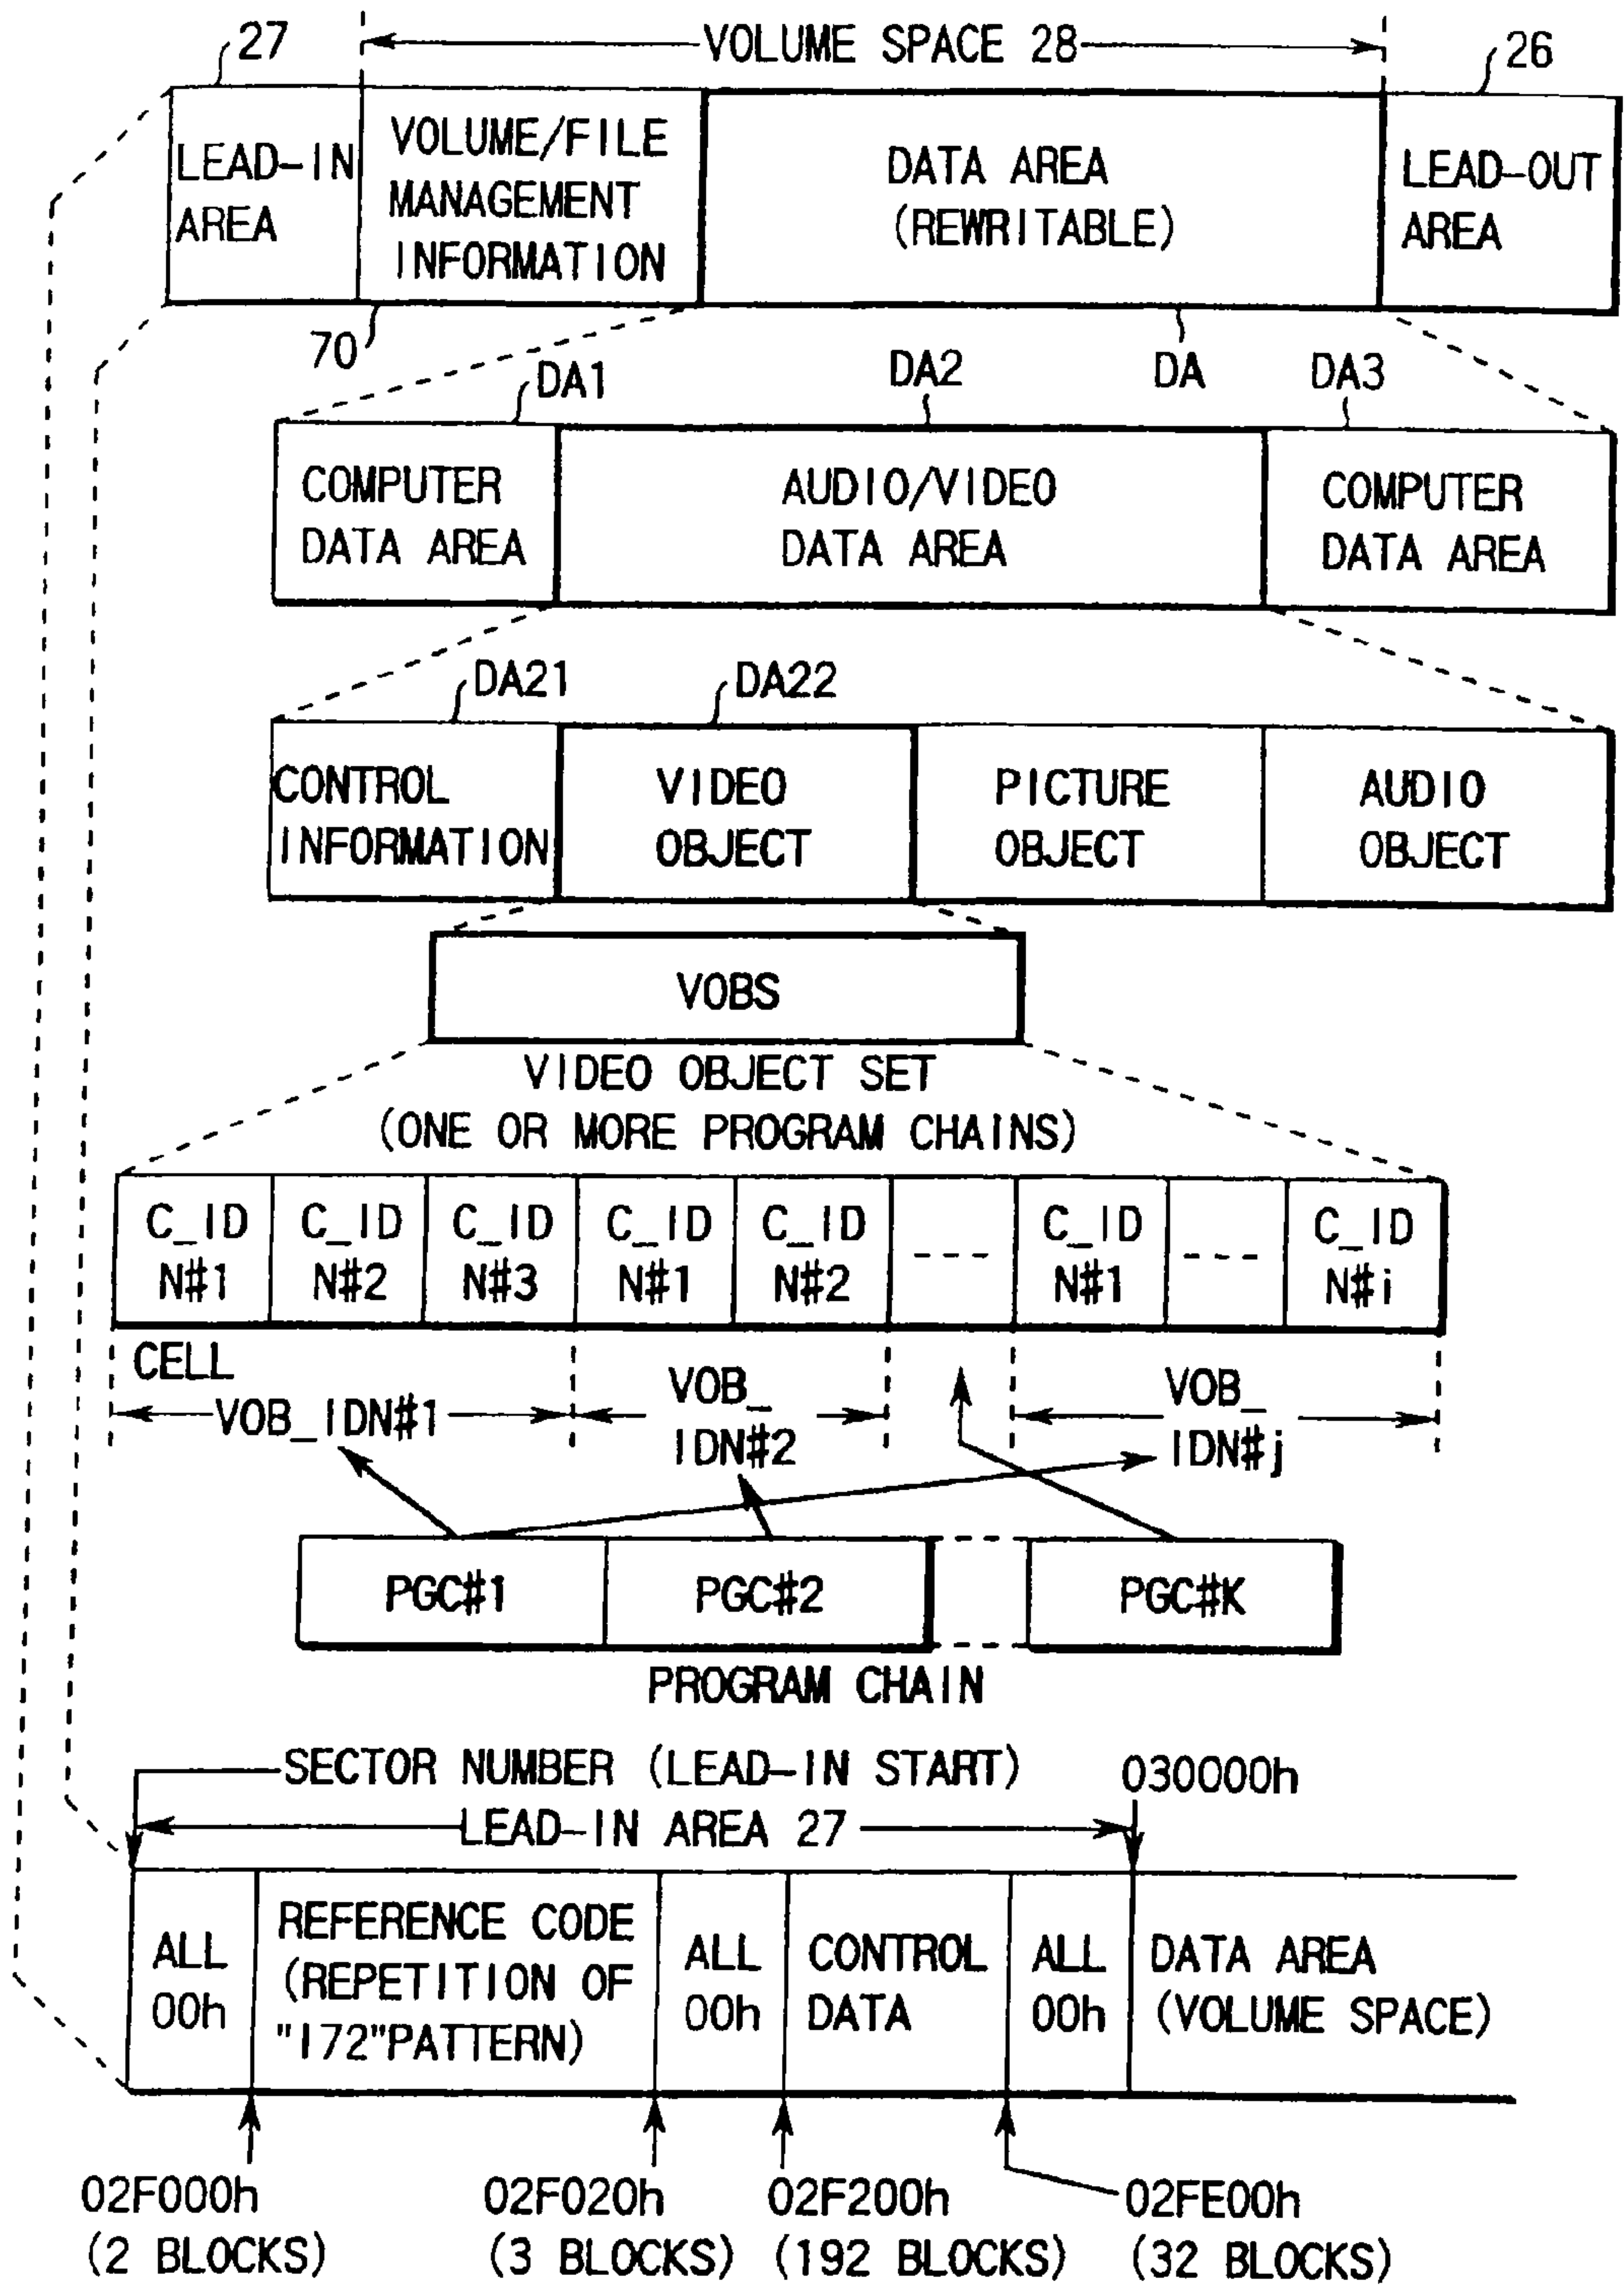 27
VOLUME SPACE 28
26
LEAD-IN
AREA
VOLUME/FILE
MANAGEMENT
INFORMATION
DATA AREA
(REWRITABLE)
LEAD-OUT
AREA
70
DA1
DA2
DA
DA3
COMPUTER
DATA AREA
AUDIO/VIDEO
DATA AREA
COMPUTER
DATA AREA
DA21
DA22
CONTROL
INFORMATION
VIDEO
OBJECT
PICTURE
OBJECT
AUDIO
OBJECT
VOBS
VIDEO OBJECT SET
(ONE OR MORE PROGRAM CHAINS)
C_ID
N#1
C_ID
N#2
C_ID
N#3
C_ID
N#1
C_ID
N#2
----
C_ID
N#1
----
C_ID
N#i
CELL
VOB_IDN#1
VOB_
IDN#2
VOB_
IDN#j
PGC#1
PGC#2
PGC#K
PROGRAM CHAIN
SECTOR NUMBER (LEAD-IN START)
030000h
LEAD-IN AREA 27
ALL
00h
REFERENCE CODE
(REPETITION OF
"172"PATTERN)
ALL
00h
CONTROL
DATA
ALL
00h
DATA AREA
(VOLUME SPACE)
02F000h
(2 BLOCKS)
02F020h
(3 BLOCKS)
02F200h
(192 BLOCKS)
02FE00h
(32 BLOCKS)